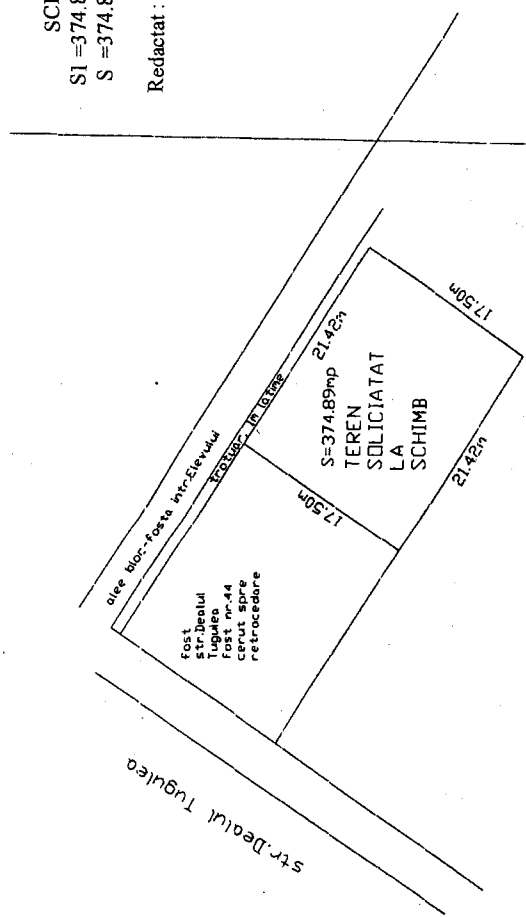 SCI
S1 =374.8
S =374.8
Redactat :
alee bloc-fosta intr.Elevului
trotuar 1m latime
21.42m
17.50m
S=374.89mp
TEREN
SOLICIATAT
LA
SCHIMB
17.50m
21.42m
fost
str.Dealul
Tugulea
fost nr.44
cerut spre
retrocedare
str.Dealul Tugulea